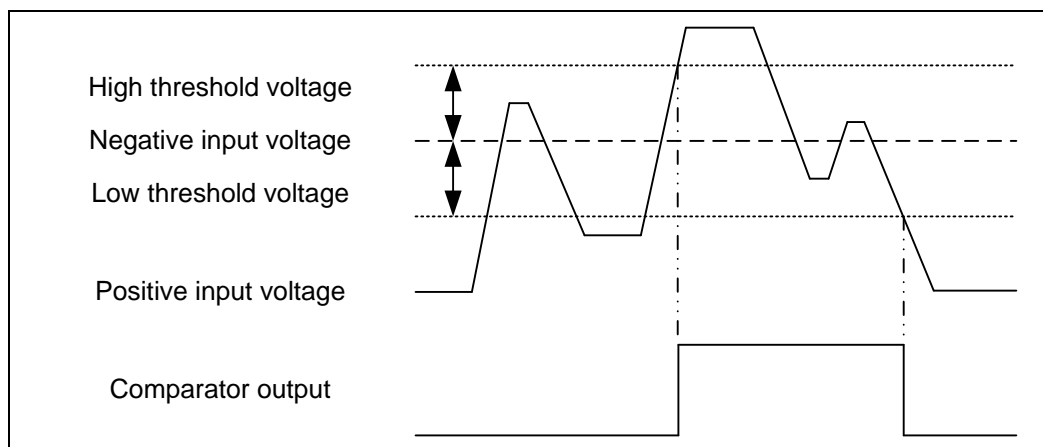 High threshold voltage
Negative input voltage
Low threshold voltage
Positive input voltage
Comparator output